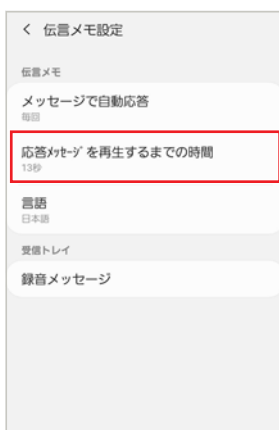 伝言メモ設定
伝言メモ
メッセージで自動応答
毎回
応答ﾒｯｾｰｼﾞを再生するまでの時間
13秒
言語
日本語
受信トレイ
録音メッセージ